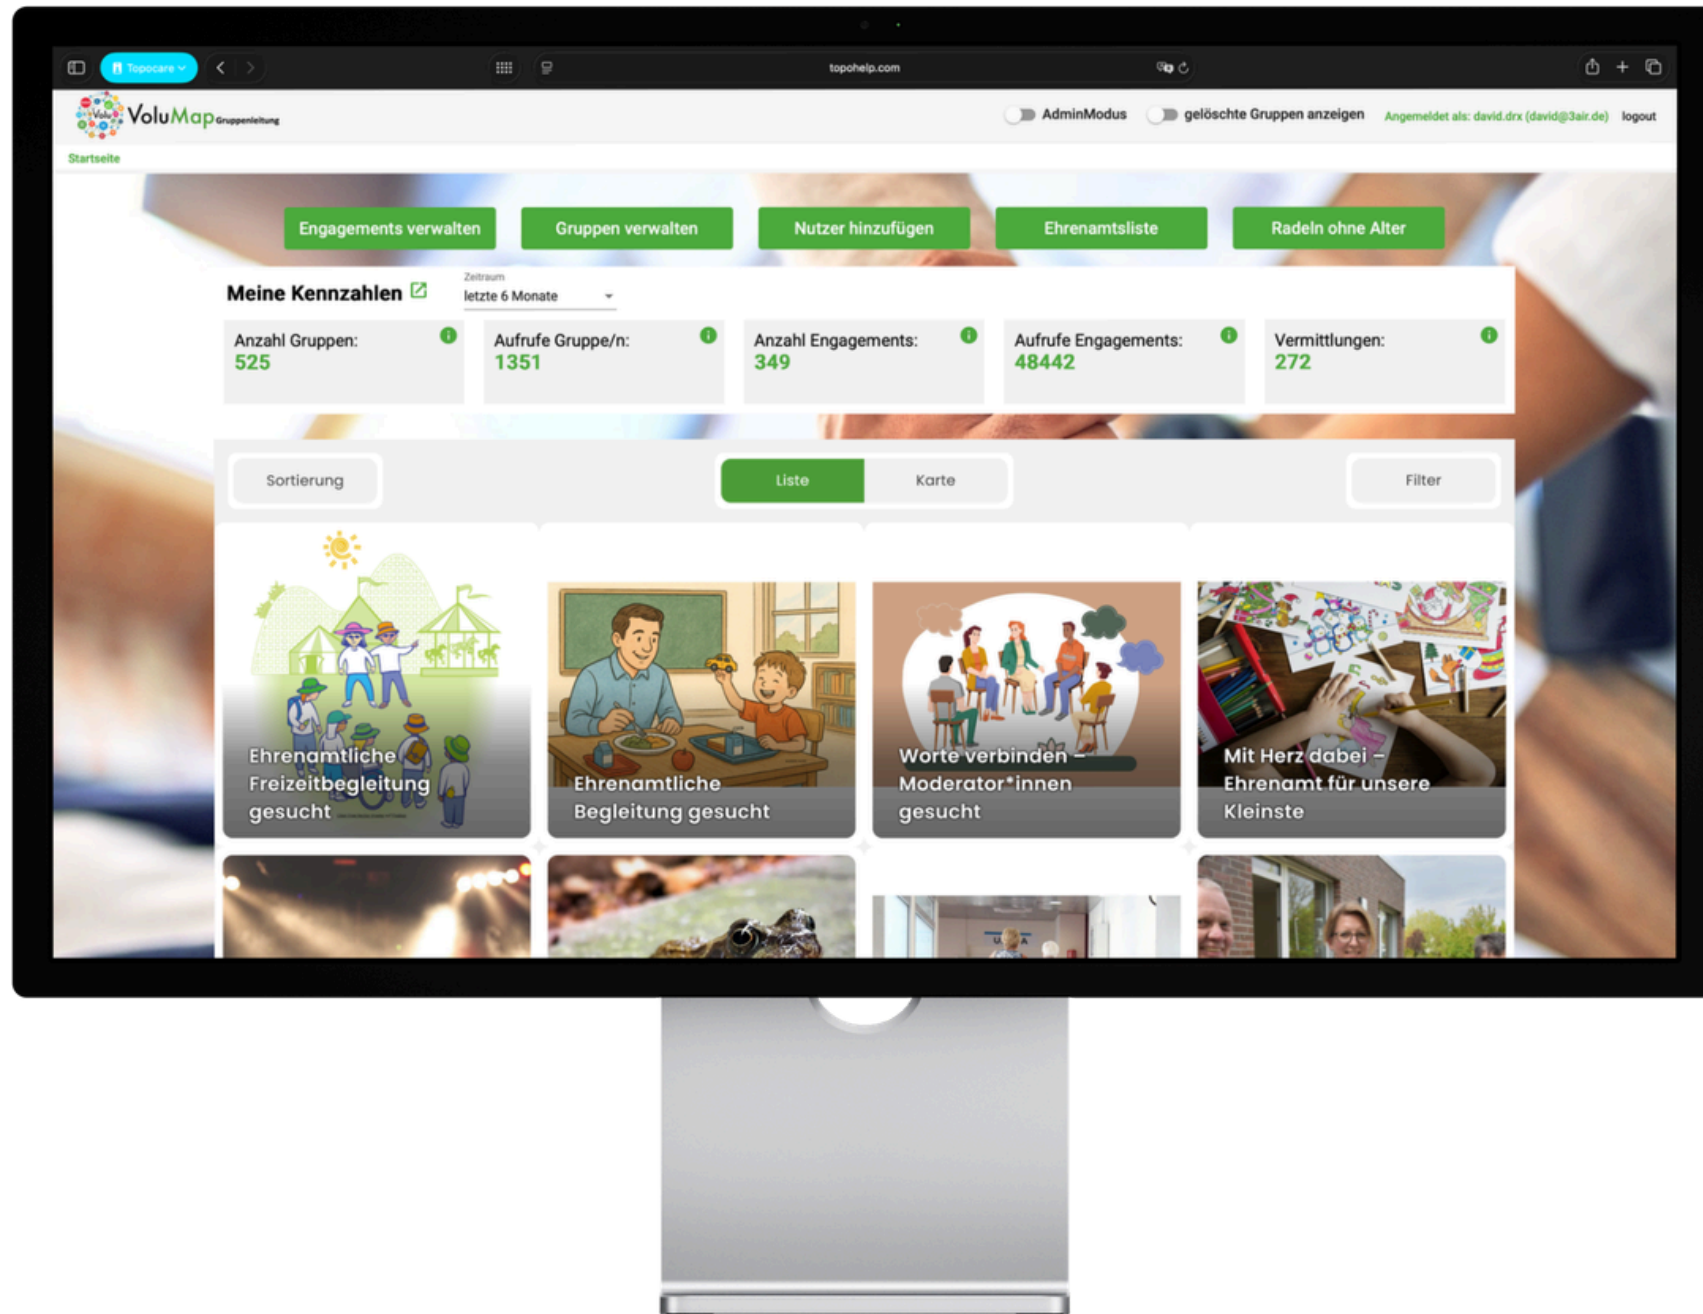 Topocare
topohelp.com
Volu
VoluMap Gruppenleitung
AdminModus
gelöschte Gruppen anzeigen
Angemeldet als: david.drx (david@3air.de)
logout
Startseite
Engagements verwalten
Gruppen verwalten
Nutzer hinzufügen
Ehrenamtsliste
Radeln ohne Alter
Meine Kennzahlen
Zeitraum
letzte 6 Monate
Anzahl Gruppen:
525
Aufrufe Gruppe/n:
1351
Anzahl Engagements:
349
Aufrufe Engagements:
48442
Vermittlungen:
272
Sortierung
Liste
Karte
Filter
Ehrenamtliche
Freizeitbegleitung
gesucht
Ehrenamtliche
Begleitung gesucht
Worte verbinden –
Moderator*innen
gesucht
Mit Herz dabei –
Ehrenamt für unsere
Kleinste